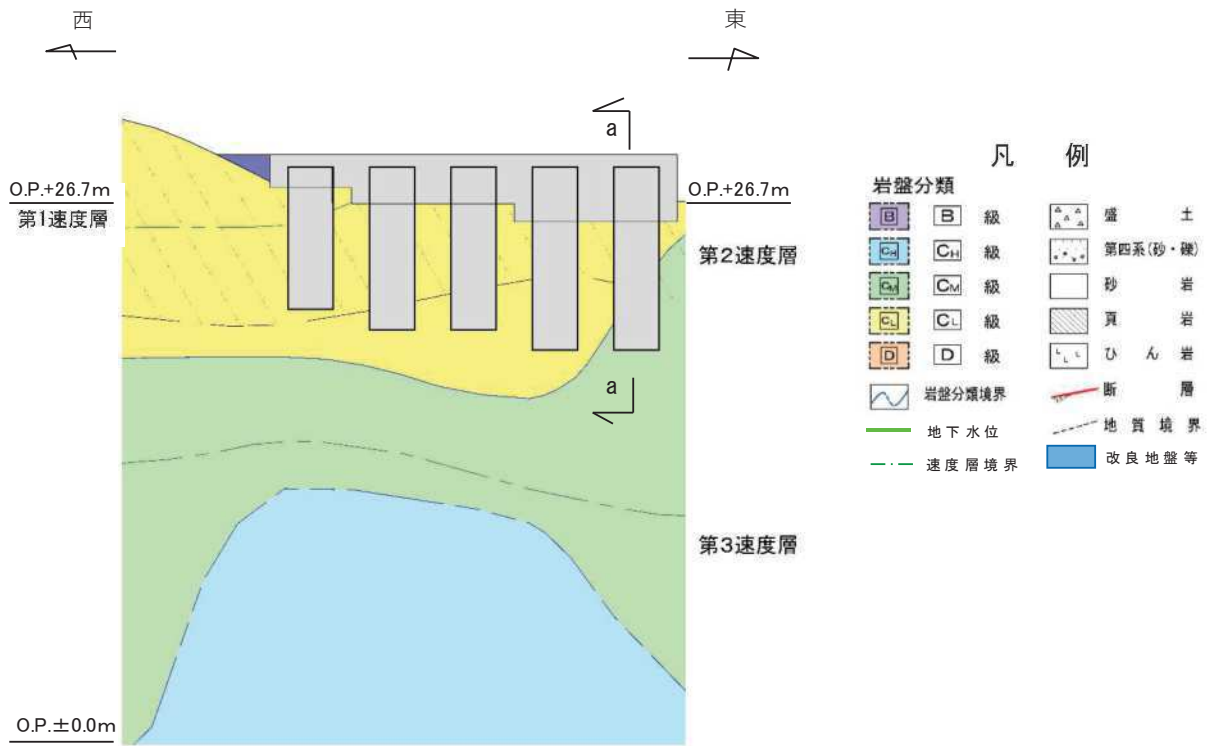 西
東
a
O.P.+26.7m
O.P.+26.7m
第1速度層
第2速度層
a
第3速度層
O.P.±0.0m
凡 例
岩盤分類
B B 級 盛 土
CH CH 級 第四系(砂・礫)
CM CM 級 砂 岩
CL CL 級 頁 岩
D D 級 ひ ん 岩
岩盤分類境界 断 層
地下水位 地 質 境 界
速度層境界 改良地盤等